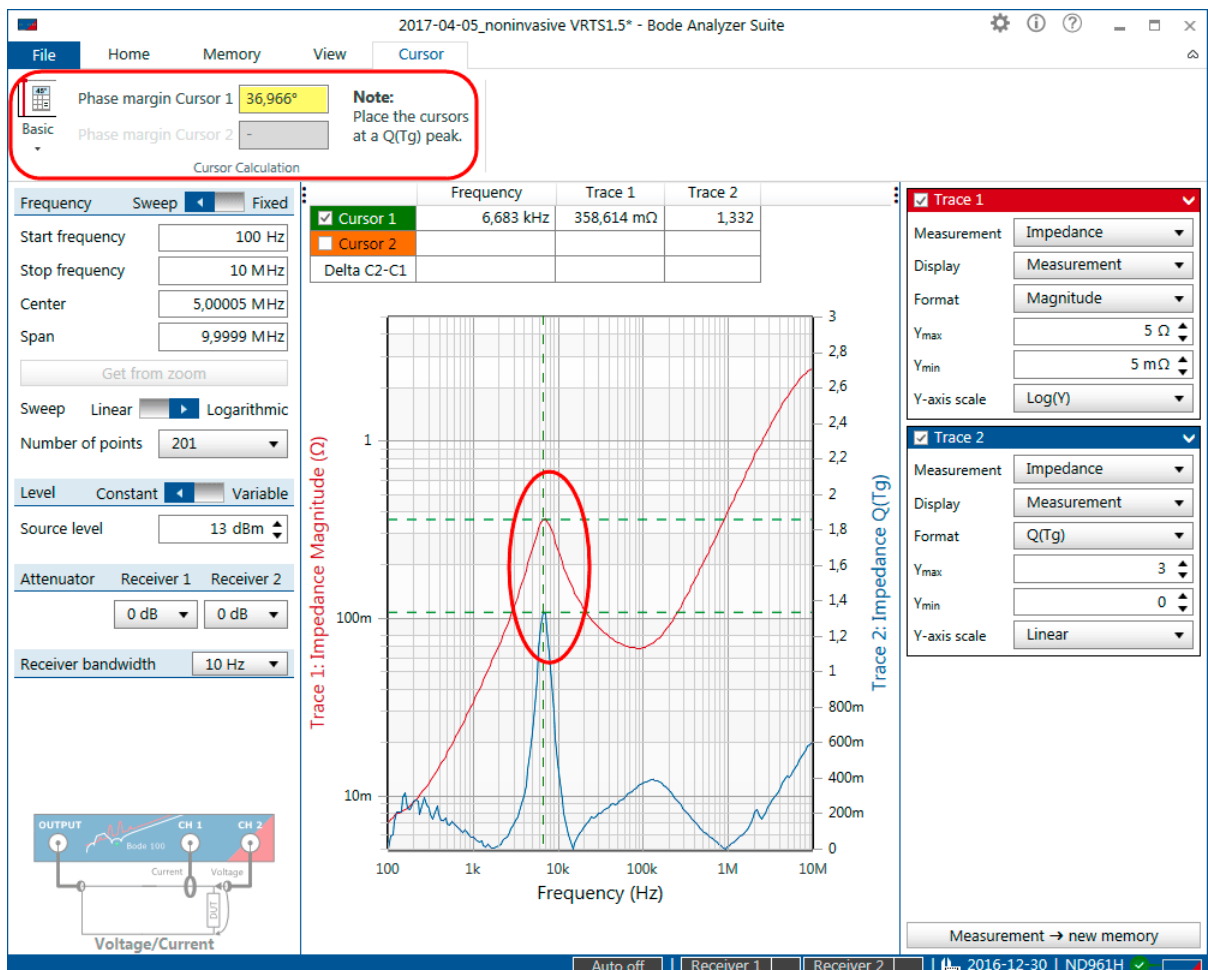 2017-04-05_noninvasive VRTS1.5* - Bode Analyzer Suite
File Home Memory View Cursor
45°
Basic
Phase margin Cursor 1 36,966°
Phase margin Cursor 2 -
Note:
Place the cursors
at a Q(Tg) peak.
Cursor Calculation
Frequency Sweep Fixed
Start frequency 100 Hz
Stop frequency 10 MHz
Center 5,00005 MHz
Span 9,9999 MHz
Get from zoom
Sweep Linear Logarithmic
Number of points 201
Level Constant Variable
Source level 13 dBm
Attenuator Receiver 1 Receiver 2
0 dB 0 dB
Receiver bandwidth 10 Hz
OUTPUT CH 1 CH 2
Bode 100
Current Voltage
DUT
Voltage/Current
Frequency Trace 1 Trace 2
Cursor 1 6,683 kHz 358,614 mΩ 1,332
Cursor 2
Delta C2-C1
Trace 1: Impedance Magnitude (Ω)
1
100m
10m
3
2,8
2,6
2,4
2,2
2
1,8
1,6
1,4
1,2
1
800m
600m
400m
200m
0
Trace 2: Impedance Q(Tg)
100 1k 10k 100k 1M 10M
Frequency (Hz)
Trace 1
Measurement Impedance
Display Measurement
Format Magnitude
Ymax 5 Ω
Ymin 5 mΩ
Y-axis scale Log(Y)
Trace 2
Measurement Impedance
Display Measurement
Format Q(Tg)
Ymax 3
Ymin 0
Y-axis scale Linear
Measurement → new memory
Auto off Receiver 1 Receiver 2 2016-12-30 | ND961H